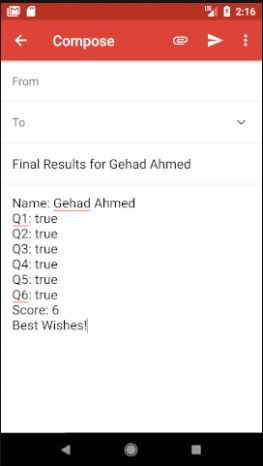 LTE 2:16
Compose
From
To
Final Results for Gehad Ahmed
Name: Gehad Ahmed
Q1: true
Q2: true
Q3: true
Q4: true
Q5: true
Q6: true
Score: 6
Best Wishes!